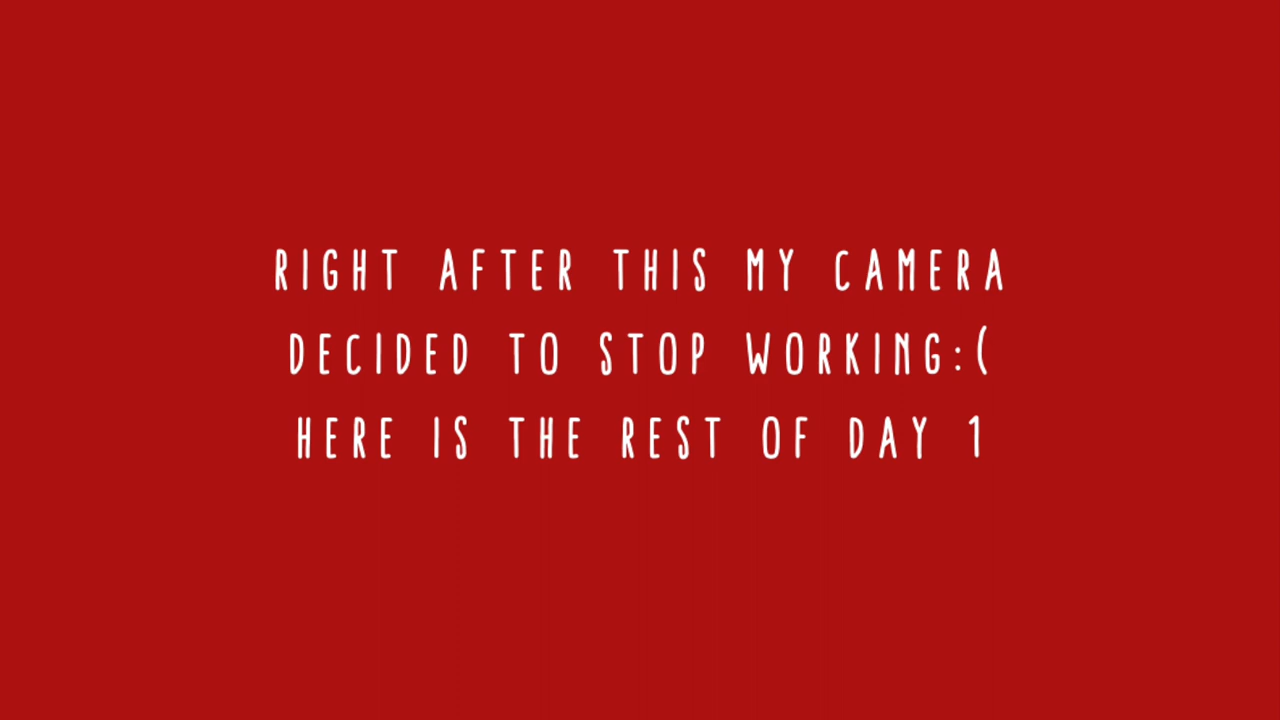 RIGHT AFTER THIS MY CAMERA
DECIDED TO STOP WORKING:(
HERE IS THE REST OF DAY 1